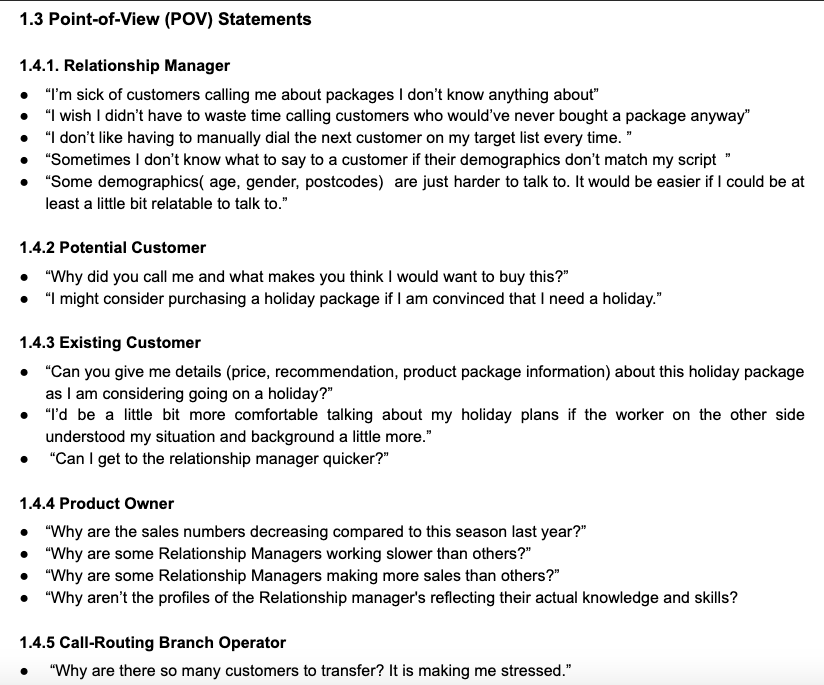 1.3 Point-of-View (POV) Statements
1.4.1. Relationship Manager
● “I’m sick of customers calling me about packages I don’t know anything about”
● “I wish I didn’t have to waste time calling customers who would’ve never bought a package anyway”
● “I don’t like having to manually dial the next customer on my target list every time. ”
● “Sometimes I don’t know what to say to a customer if their demographics don’t match my script ”
● “Some demographics( age, gender, postcodes) are just harder to talk to. It would be easier if I could be at
least a little bit relatable to talk to.”
1.4.2 Potential Customer
● “Why did you call me and what makes you think I would want to buy this?”
● “I might consider purchasing a holiday package if I am convinced that I need a holiday.”
1.4.3 Existing Customer
● “Can you give me details (price, recommendation, product package information) about this holiday package
as I am considering going on a holiday?”
● “I’d be a little bit more comfortable talking about my holiday plans if the worker on the other side
understood my situation and background a little more.”
● “Can I get to the relationship manager quicker?”
1.4.4 Product Owner
● “Why are the sales numbers decreasing compared to this season last year?”
● “Why are some Relationship Managers working slower than others?”
● “Why are some Relationship Managers making more sales than others?”
● “Why aren’t the profiles of the Relationship manager's reflecting their actual knowledge and skills?
1.4.5 Call-Routing Branch Operator
● “Why are there so many customers to transfer? It is making me stressed.”